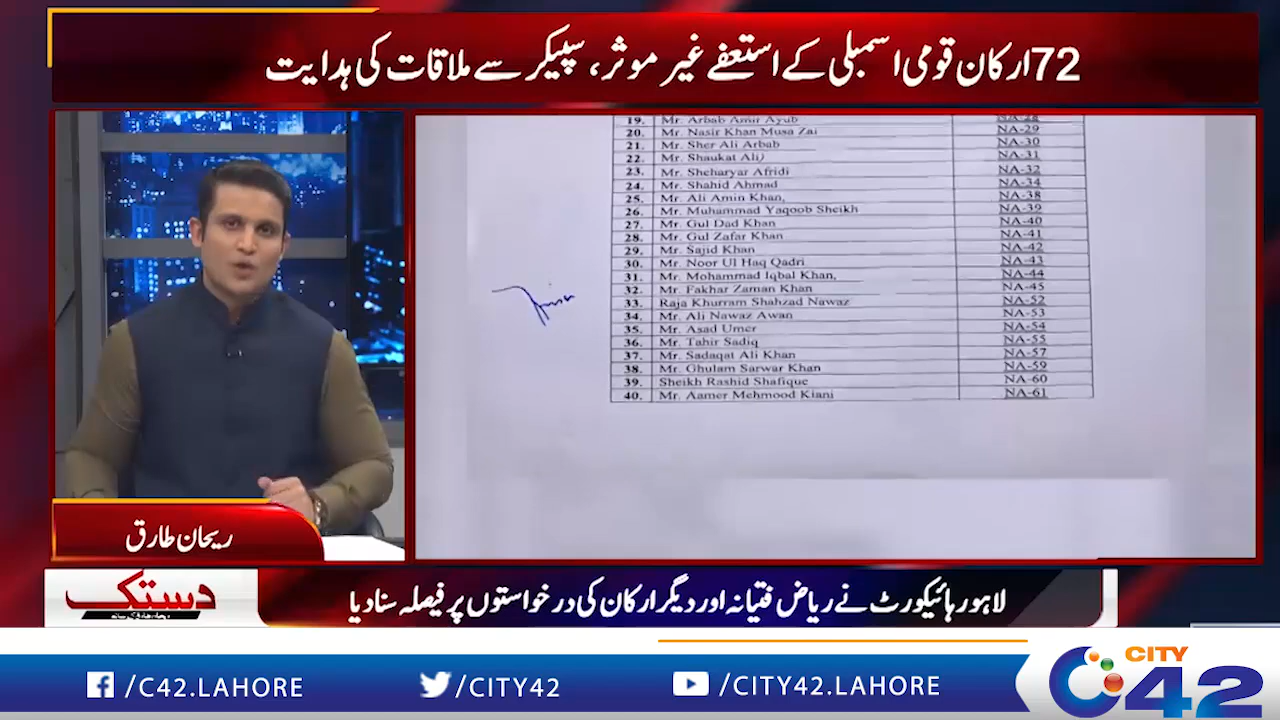 72 ارکان قومی اسمبلی کے استعفے غیر موثر، سپیکر سے ملاقات کی ہدایت
19. Mr. Arbab Amir Ayub NA-28
20. Mr. Nasir Khan Musa Zai NA-29
21. Mr. Sher Ali Arbab NA-30
22. Mr. Shaukat Ali) NA-31
23. Mr. Sheharyar Afridi NA-32
24. Mr. Shahid Ahmad NA-34
25. Mr. Ali Amin Khan, NA-38
26. Mr. Muhammad Yaqoob Sheikh NA-39
27. Mr. Gul Dad Khan NA-40
28. Mr. Gul Zafar Khan NA-41
29. Mr. Sajid Khan NA-42
30. Mr. Noor Ul Haq Qadri NA-43
31. Mr. Mohammad Iqbal Khan, NA-44
32. Mr. Fakhar Zaman Khan NA-45
33. Raja Khurram Shahzad Nawaz NA-52
34. Mr. Ali Nawaz Awan NA-53
35. Mr. Asad Umer NA-54
36. Mr. Tahir Sadiq NA-55
37. Mr. Sadaqat Ali Khan NA-57
38. Mr. Ghulam Sarwar Khan NA-59
39. Sheikh Rashid Shafique NA-60
40. Mr. Aamer Mehmood Kiani NA-61
ریحان طارق
دستک
لاہور ہائیکورٹ نے ریاض فتیانہ اور دیگر ارکان کی درخواستوں پر فیصلہ سنا دیا
/C42.LAHORE
/CITY42
/CITY42.LAHORE
CITY
42